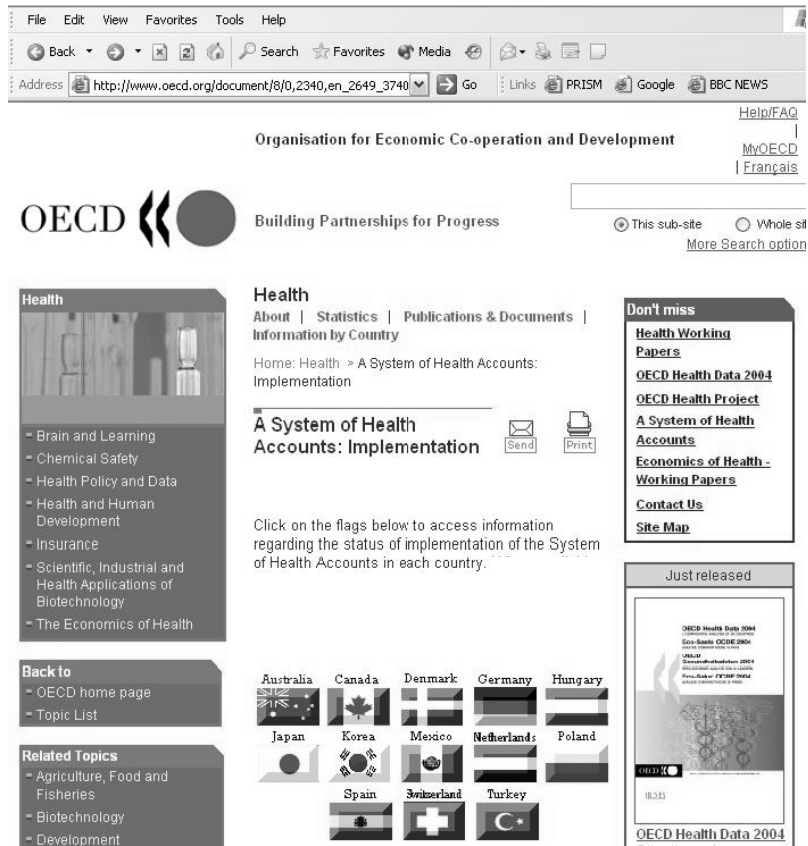 File Edit View Favorites Tools Help
Back Search Favorites Media
Address http://www.oecd.org/document/8/0,2340,en_2649_3740 Go Links PRISM Google BBC NEWS
Help/FAQ
|
MyOECD
| Français
Organisation for Economic Co-operation and Development
OECD
Building Partnerships for Progress
This sub-site Whole sit
More Search option
Health
Brain and Learning
Chemical Safety
Health Policy and Data
Health and Human
Development
Insurance
Scientific, Industrial and
Health Applications of
Biotechnology
The Economics of Health
Back to
OECD home page
Topic List
Related Topics
Agriculture, Food and
Fisheries
Biotechnology
Development
Health
About | Statistics | Publications & Documents |
Information by Country
Home: Health > A System of Health Accounts:
Implementation
A System of Health
Accounts: Implementation
Send Print
Click on the flags below to access information
regarding the status of implementation of the System
of Health Accounts in each country.
Australia Canada Denmark Germany Hungary
Japan Korea Mexico Netherlands Poland
Spain Switzerland Turkey
Don't miss
Health Working
Papers
OECD Health Data 2004
OECD Health Project
A System of Health
Accounts
Economics of Health -
Working Papers
Contact Us
Site Map
Just released
OECD Health Data 2004
Eco-Santé OCDE 2004
OECD
OECD Health Data 2004